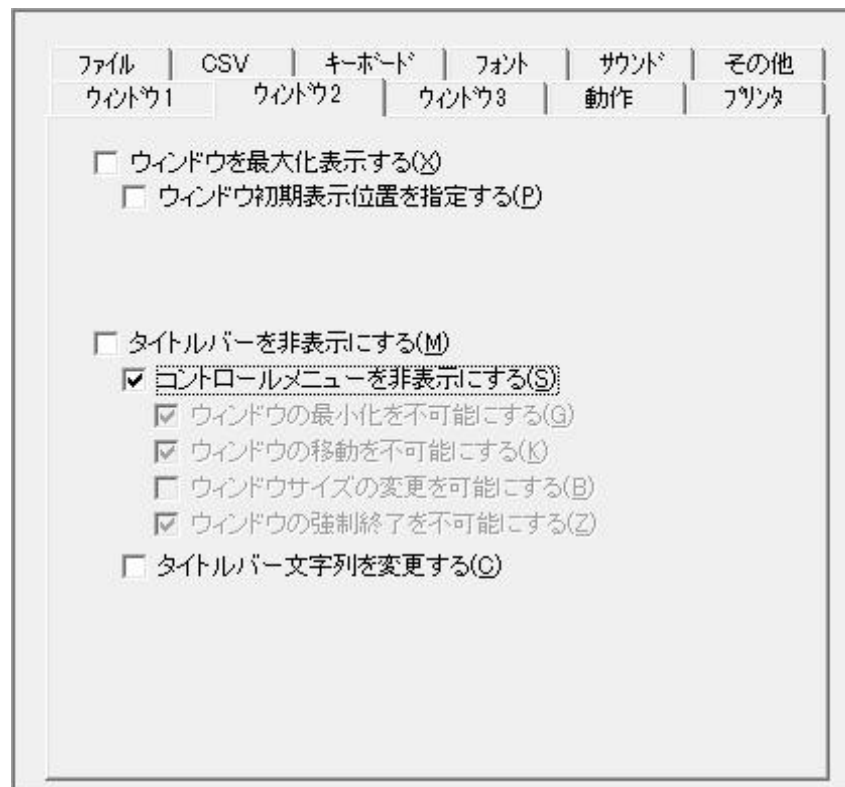 ファイル CSV キーボード フォント サウンド その他
ウィンドウ1 ウィンドウ2 ウィンドウ3 動作 プリンタ
ウィンドウを最大化表示する(X)
ウィンドウ初期表示位置を指定する(P)
タイトルバーを非表示にする(M)
コントロールメニューを非表示にする(S)
ウィンドウの最小化を不可能にする(G)
ウィンドウの移動を不可能にする(K)
ウィンドウサイズの変更を可能にする(B)
ウィンドウの強制終了を不可能にする(Z)
タイトルバー文字列を変更する(C)